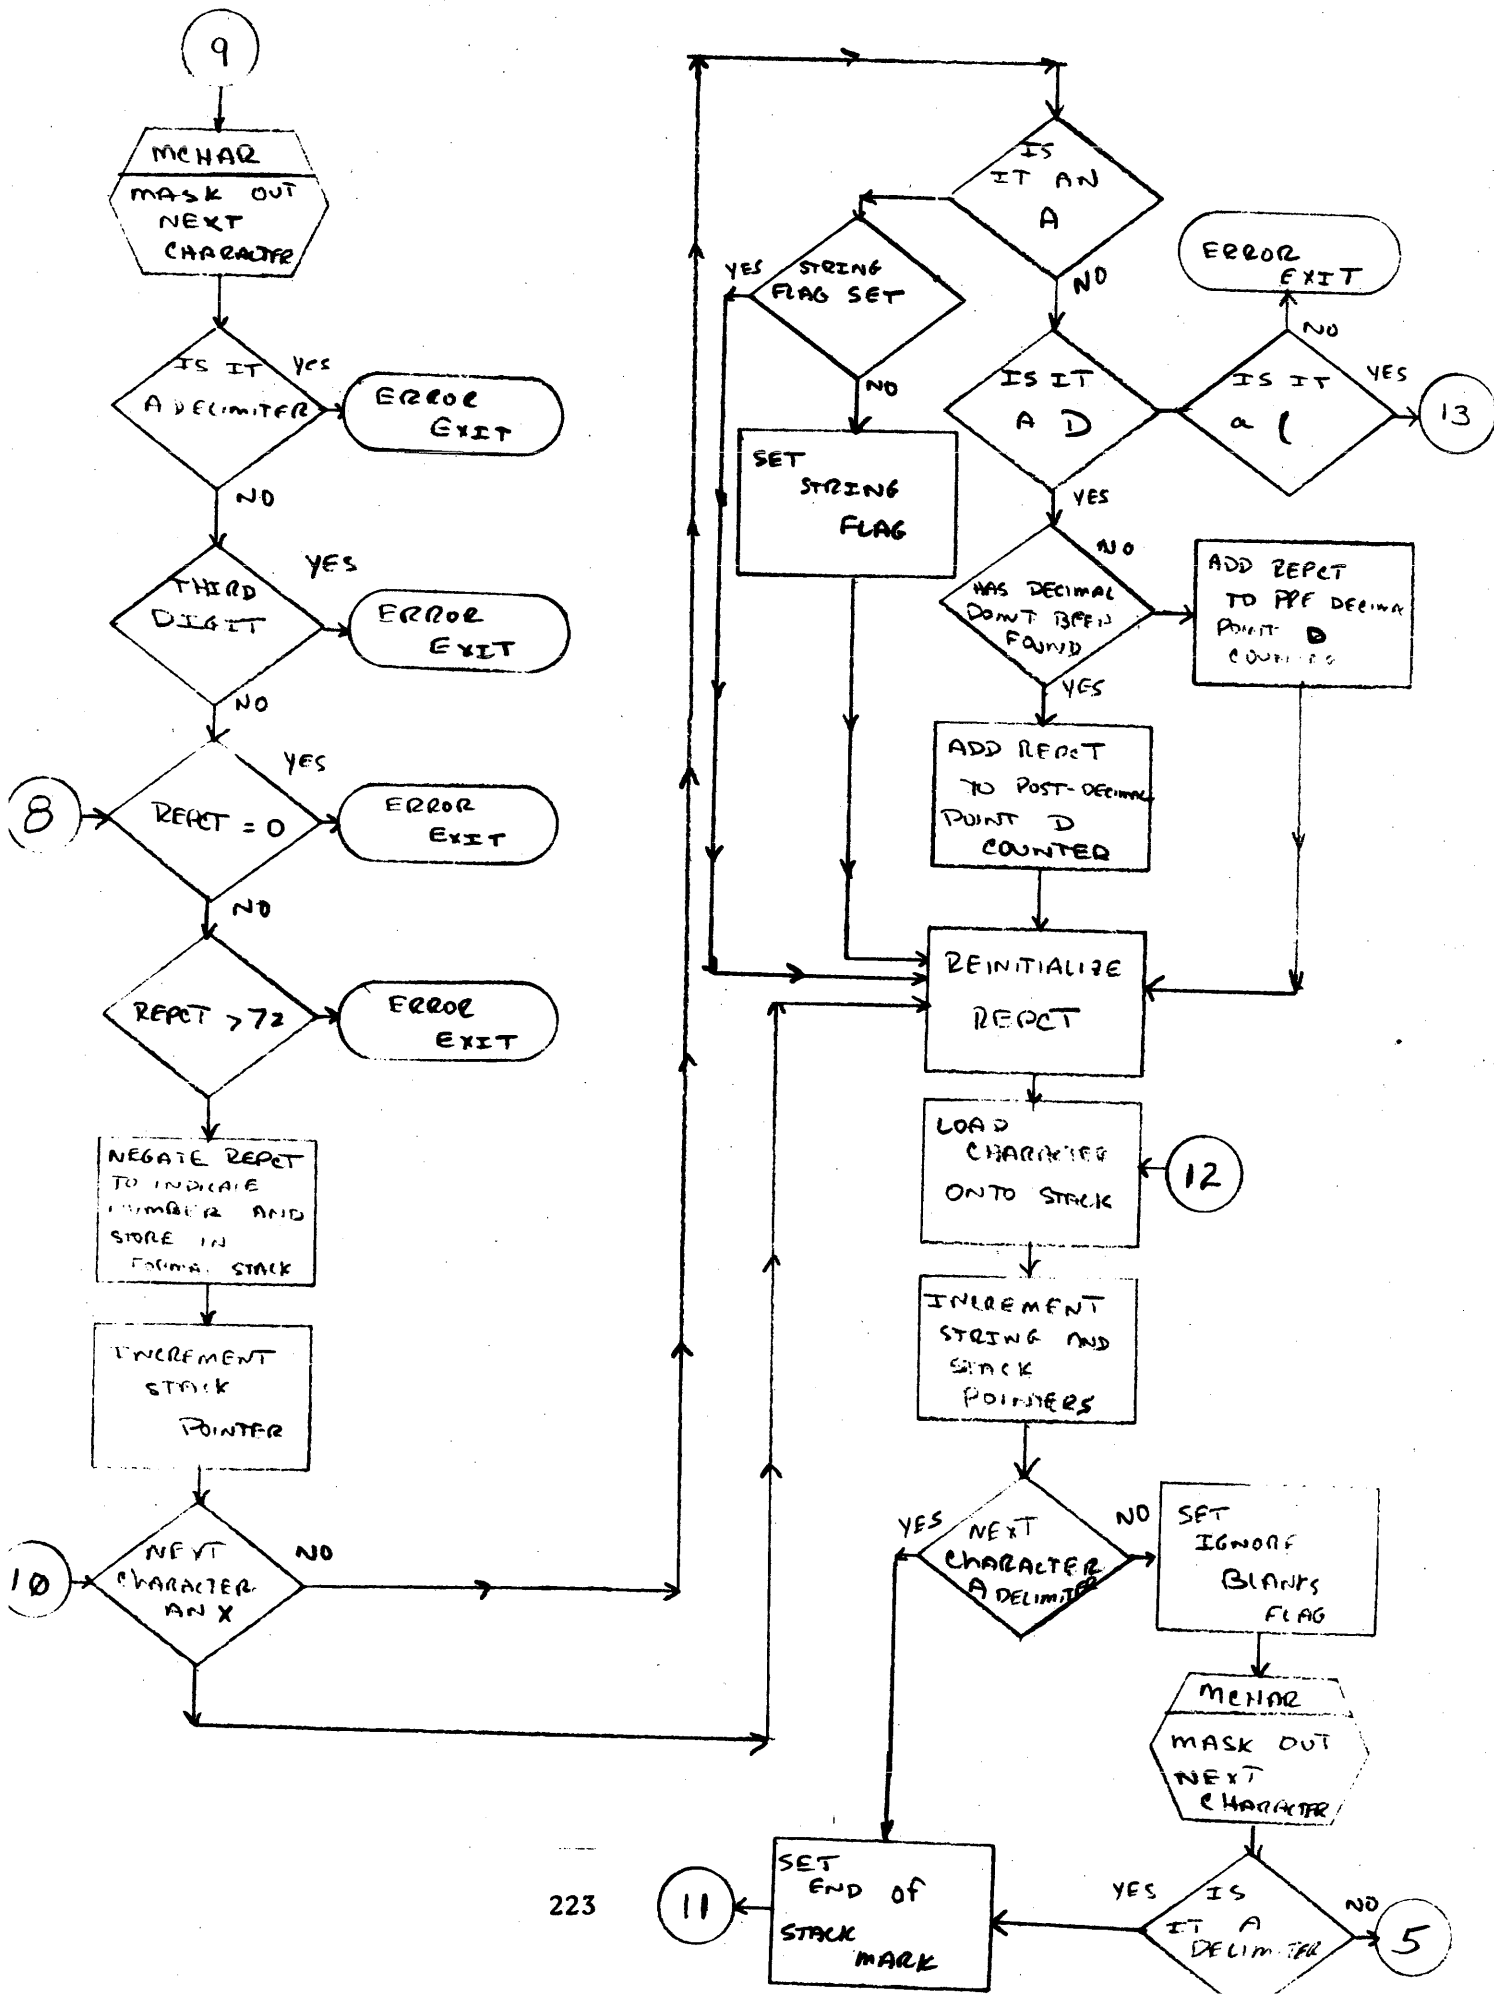 9
MCHAR
MASK OUT
NEXT
CHARACTER
IS IT
A DELIMITER
YES
ERROR
EXIT
NO
THIRD
DIGIT
YES
ERROR
EXIT
NO
8
REPCT = 0
YES
ERROR
EXIT
NO
REPCT > 72
ERROR
EXIT
NEGATE REPCT
TO INDICATE
NUMBER AND
STORE IN
STACK
INCREMENT
STACK
POINTER
10
NEXT
CHARACTER
AN X
NO
IS
IT AN
A
NO
YES
STRING
FLAG SET
NO
SET
STRING
FLAG
IS IT
A D
YES
IS IT
a (
NO
ERROR
EXIT
YES
13
HAS DECIMAL
POINT BEEN
FOUND
NO
ADD REPCT
TO PRE DECIMA
POINT D
COUNTER
YES
ADD REPCT
TO POST-DECIMAL
POINT D
COUNTER
REINITIALIZE
REPCT
LOAD
CHARACTER
ONTO STACK
12
INCREMENT
STRING AND
STACK
POINTERS
YES
NEXT
CHARACTER
A DELIMITER
NO
SET
IGNORE
BLANKS
FLAG
MCHAR
MASK OUT
NEXT
CHARACTER
IS
IT A
DELIMITER
YES
NO
5
SET
END OF
STACK
MARK
11
223